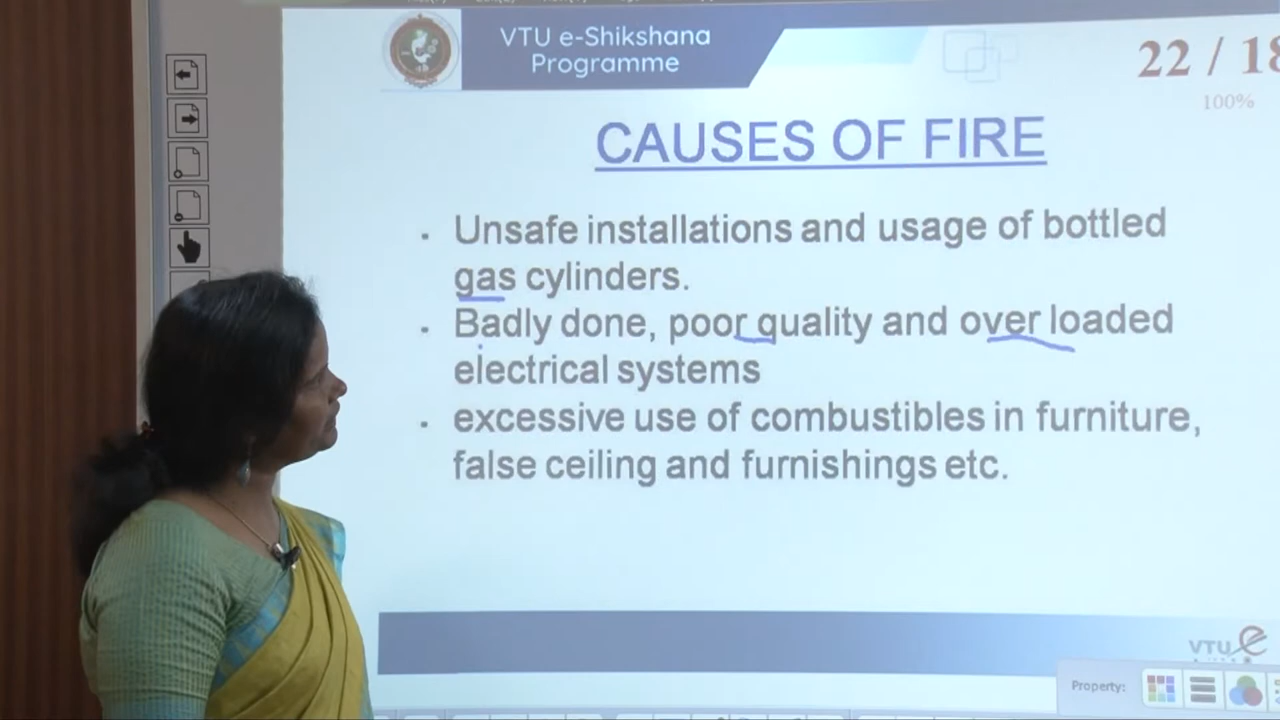 VTU e-Shikshana
Programme
22 / 18
100%
CAUSES OF FIRE
· Unsafe installations and usage of bottled
gas cylinders.
· Badly done, poor quality and over loaded
electrical systems
· excessive use of combustibles in furniture,
false ceiling and furnishings etc.
VTU e
Property: